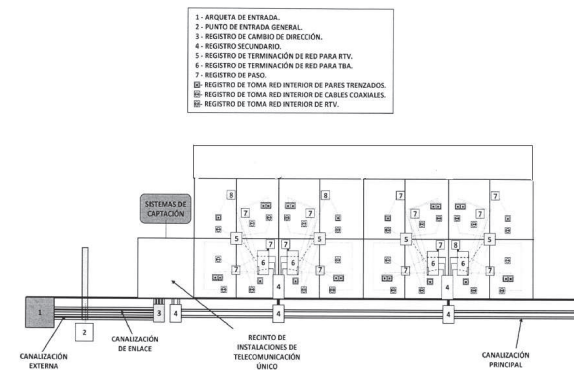 1 - ARQUETA DE ENTRADA.
2 - PUNTO DE ENTRADA GENERAL.
3 - REGISTRO DE CAMBIO DE DIRECCIÓN.
4 - REGISTRO SECUNDARIO.
5 - REGISTRO DE TERMINACIÓN DE RED PARA RTV.
6 - REGISTRO DE TERMINACIÓN DE RED PARA TBA.
7 - REGISTRO DE PASO.
- REGISTRO DE TOMA RED INTERIOR DE PARES TRENZADOS.
- REGISTRO DE TOMA RED INTERIOR DE CABLES COAXIALES.
- REGISTRO DE TOMA RED INTERIOR DE RTV.
SISTEMAS DE
CAPTACIÓN
8 8 7 7
7 7 7 7
5 5 5 5
7 7 7 8
6 6 6 6
7 7 7 7
4 4
1 3 4 4 4
2
CANALIZACIÓN
EXTERNA
CANALIZACIÓN
DE ENLACE
RECINTO DE
INSTALACIONES DE
TELECOMUNICACIÓN
ÚNICO
CANALIZACIÓN
PRINCIPAL